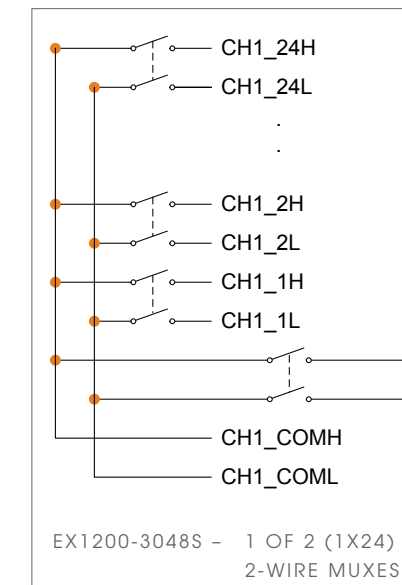 CH1_24H
CH1_24L
.
.
CH1_2H
CH1_2L
CH1_1H
CH1_1L
CH1_COMH
CH1_COML
EX1200-3048S – 1 OF 2 (1X24)
2-WIRE MUXES